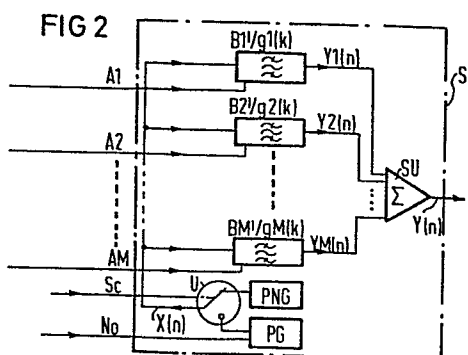 FIG 2
B1'/g1(k)
Y1(n)
A1
S
B2'/g2(k)
Y2(n)
A2
SU
Σ
Y(n)
BM'/gM(k)
YM(n)
AM
Sc
U
PNG
X(n)
No
PG